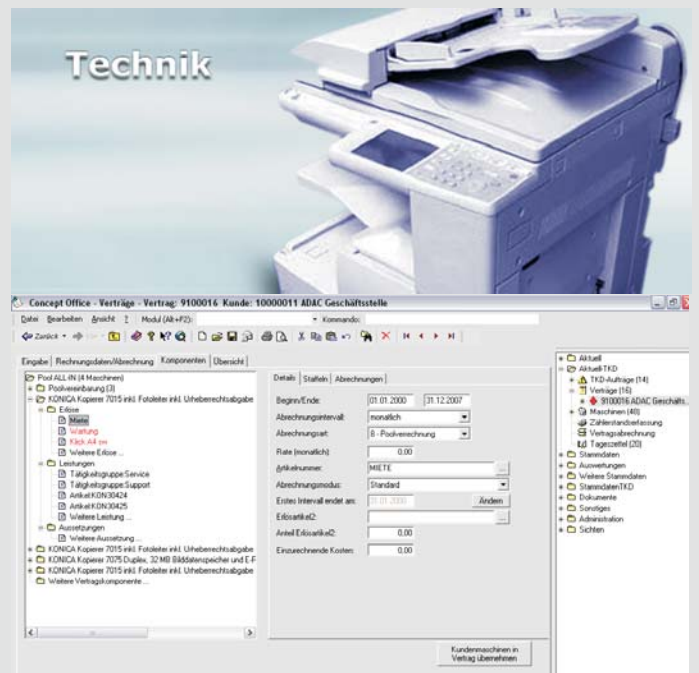 Technik
Concept Office - Verträge - Vertrag: 9100016 Kunde: 10000011 ADAC Geschäftsstelle
Datei Bearbeiten Ansicht ? Modul (Alt+F2): Kommando:
Zurück
Eingabe Rechnungsdaten/Abrechnung Komponenten Übersicht
Pool ALL-IN (4 Maschinen)
Poolvereinbarung (3)
KONICA Kopierer 7015 inkl. Fotoleiter inkl. Urheberrechtsabgabe
Erlöse
Miete
Wartung
Klick A4 sw
Weitere Erlöse ...
Leistungen
Tätigkeitsgruppe:Service
Tätigkeitsgruppe:Support
Artikel:KON30424
Artikel:KON30425
Weitere Leistung ...
Aussetzungen
Weitere Aussetzung ...
KONICA Kopierer 7015 inkl. Fotoleiter inkl. Urheberrechtsabgabe
KONICA Kopierer 7075 Duplex, 32 MB Bilddatenspeicher und E-P
KONICA Kopierer 7015 inkl. Fotoleiter inkl. Urheberrechtsabgabe
Weitere Vertragskomponente ...
Details Staffeln Abrechnungen
Beginn/Ende: 01.01.2000 31.12.2007
Abrechnungsintervall: monatlich
Abrechnungsart: 8 - Poolverrechnung
Rate (monatlich): 0,00
Artikelnummer: MIETE ...
Abrechnungsmodus: Standard
Erstes Intervall endet am: 31.01.2000 Ändern
Erlösartikel2: ...
Anteil Erlösartikel2: 0,00
Einzurechnende Kosten: 0,00
Kundenmaschinen in
Vertrag übernehmen
Aktuell
Aktuell-TKD
TKD-Aufträge (14)
Verträge (16)
9100016 ADAC Geschäfts...
Maschinen (40)
Zählerstandserfassung
Vertragsabrechnung
Tageszettel (20)
Stammdaten
Auswertungen
Weitere Stammdaten
StammdatenTKD
Dokumente
Sonstiges
Administration
Sichten